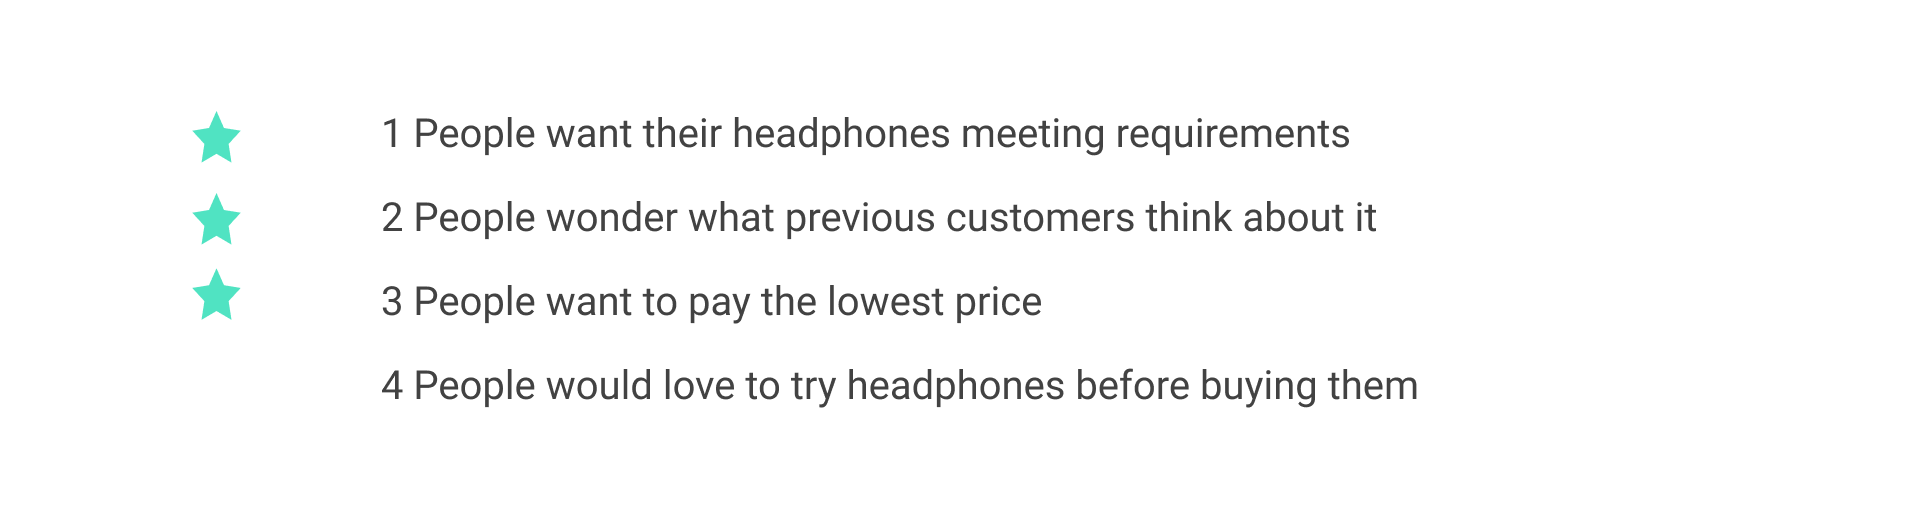 1 People want their headphones meeting requirements
2 People wonder what previous customers think about it
3 People want to pay the lowest price
4 People would love to try headphones before buying them